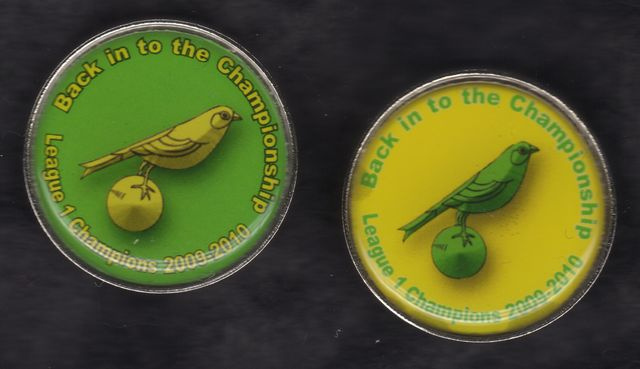 Back in to the Championship
League 1 Champions 2009-2010
Back in to the Championship
League 1 Champions 2009-2010